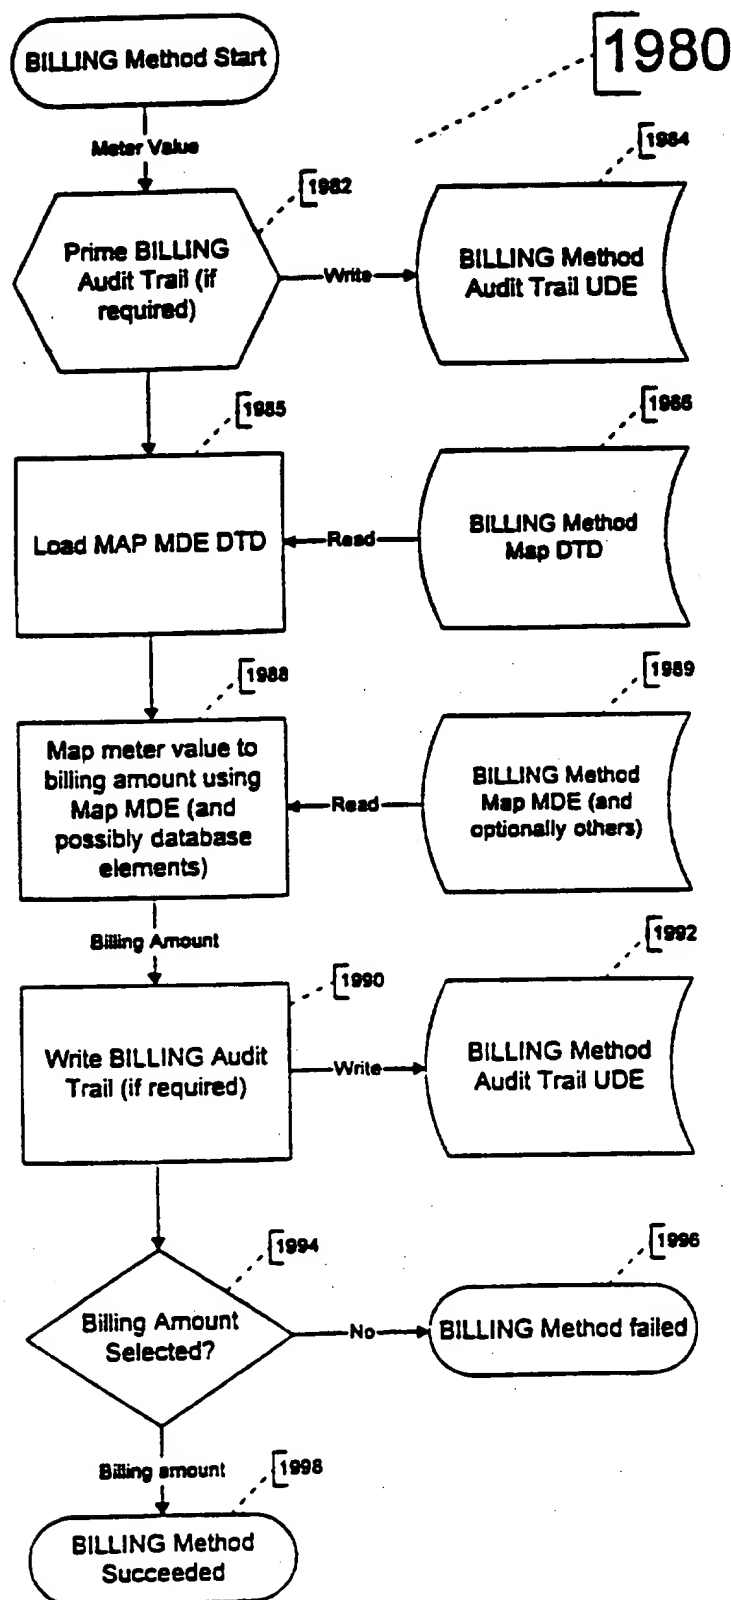 BILLING Method Start
1980
Meter Value
1984
1982
Prime BILLING
Audit Trail (if
required)
Write
BILLING Method
Audit Trail UDE
1985
1986
Load MAP MDE DTD
Read
BILLING Method
Map DTD
1988
1989
Map meter value to
billing amount using
Map MDE (and
possibly database
elements)
Read
BILLING Method
Map MDE (and
optionally others)
Billing Amount
1992
1990
Write BILLING Audit
Trail (if required)
Write
BILLING Method
Audit Trail UDE
1994
1996
Billing Amount
Selected?
No
BILLING Method failed
Billing amount
1998
BILLING Method
Succeeded